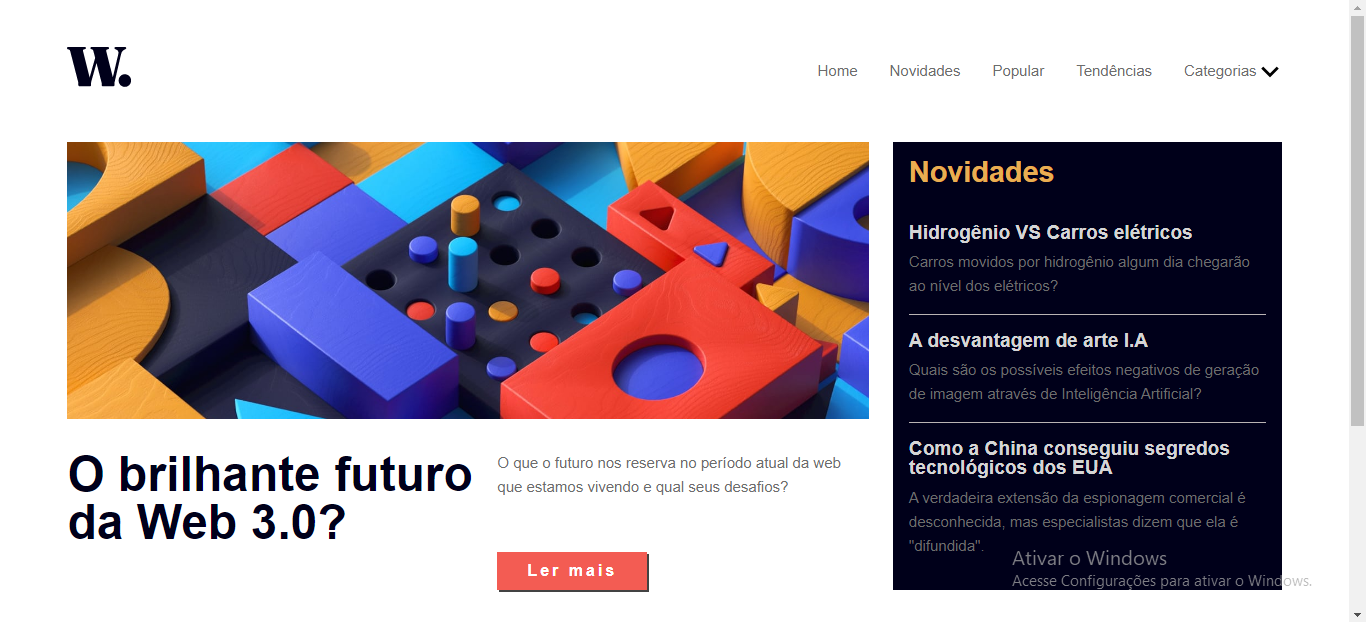 W.
Home
Novidades
Popular
Tendências
Categorias
O brilhante futuro
da Web 3.0?
O que o futuro nos reserva no período atual da web
que estamos vivendo e qual seus desafios?
Ler mais
Novidades
Hidrogênio VS Carros elétricos
Carros movidos por hidrogênio algum dia chegarão
ao nível dos elétricos?
A desvantagem de arte I.A
Quais são os possíveis efeitos negativos de geração
de imagem através de Inteligência Artificial?
Como a China conseguiu segredos
tecnológicos dos EUA
A verdadeira extensão da espionagem comercial é
desconhecida, mas especialistas dizem que ela é
"difundida".
Ativar o Windows
Acesse Configurações para ativar o Windows.